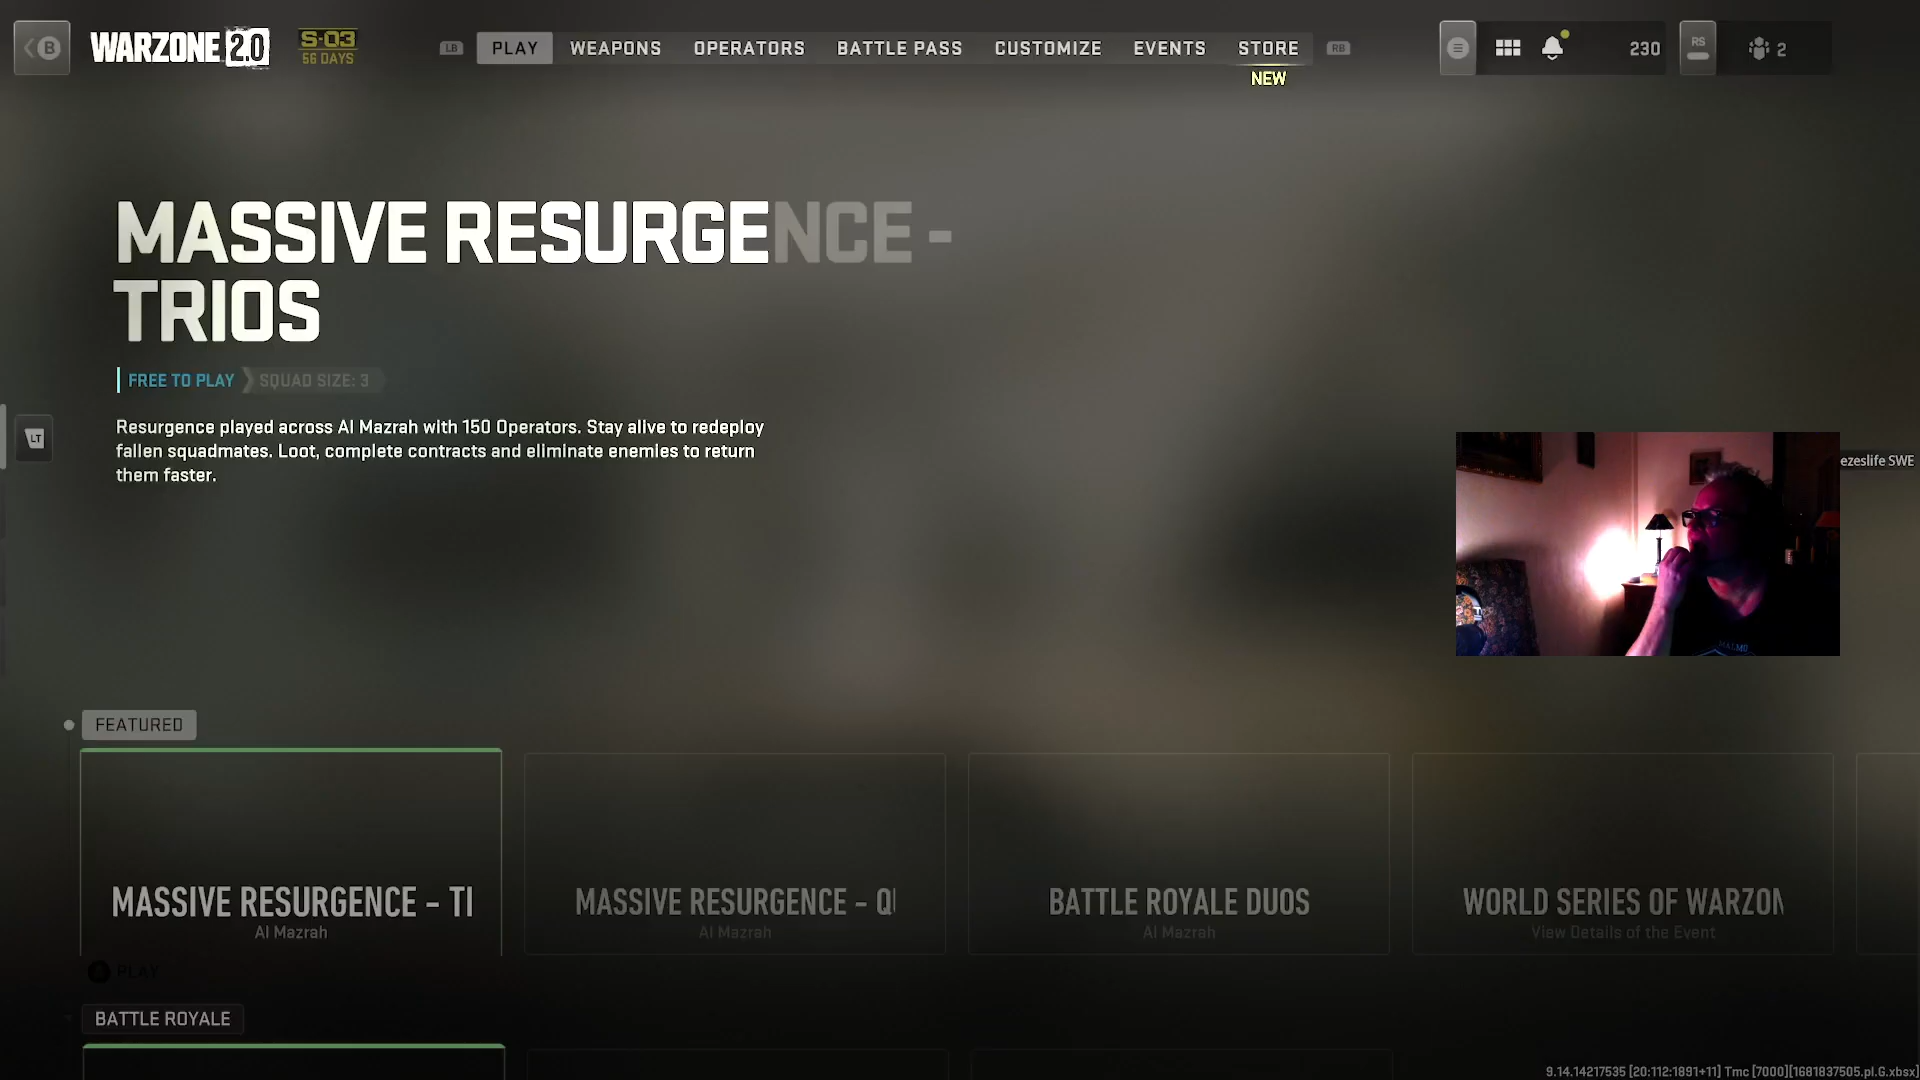 B
WARZONE 2.0
S-03
56 DAYS
LB
PLAY
WEAPONS
OPERATORS
BATTLE PASS
CUSTOMIZE
EVENTS
STORE
RB
NEW
230
RS
2
MASSIVE RESURGENCE -
TRIOS
FREE TO PLAY
SQUAD SIZE: 3
Resurgence played across Al Mazrah with 150 Operators. Stay alive to redeploy
fallen squadmates. Loot, complete contracts and eliminate enemies to return
them faster.
LT
ezeslife SWE
MALMÖ
FEATURED
MASSIVE RESURGENCE - 
Al Mazrah
MASSIVE RESURGENCE - 
Al Mazrah
BATTLE ROYALE DUOS
Al Mazrah
WORLD SERIES OF WARZON
View Details of the Event
PLAY
BATTLE ROYALE
9.14.14217535 [20:112:1891+11] Tmc [7000][1681837505.pl.G.xbsx]